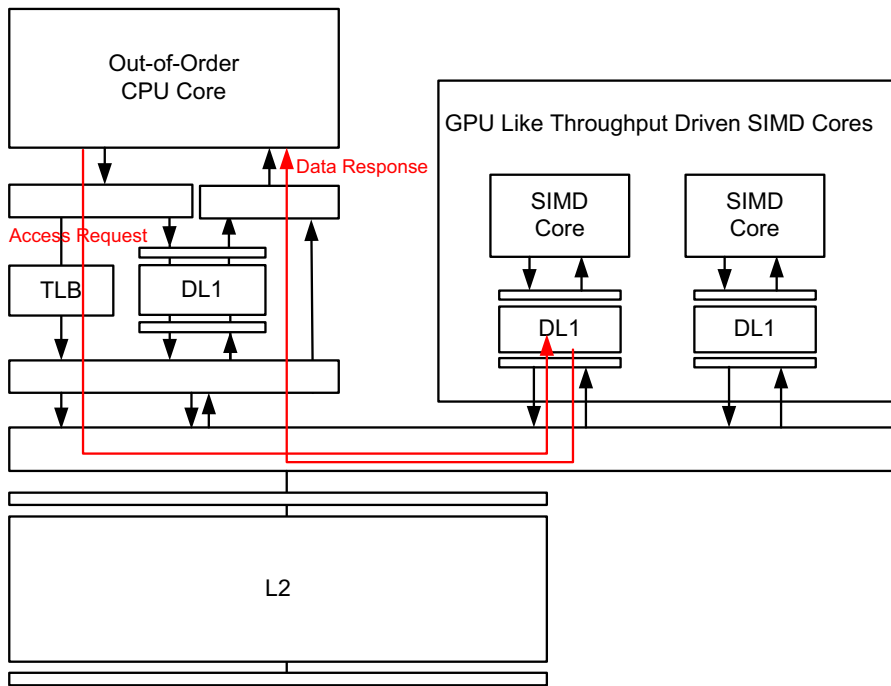 Out-of-Order
CPU Core
GPU Like Throughput Driven SIMD Cores
Data Response
SIMD
Core
SIMD
Core
Access Request
TLB
DL1
DL1
DL1
L2